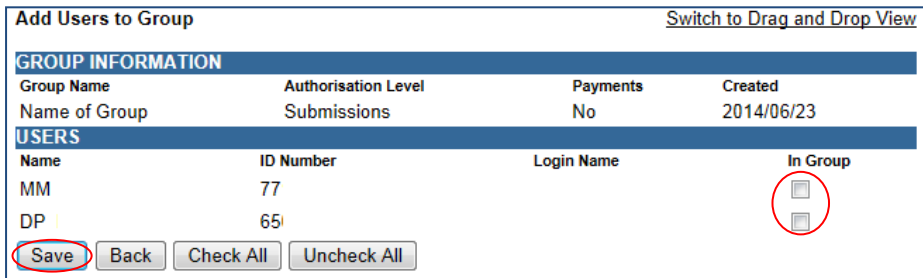 Add Users to Group Switch to Drag and Drop View
GROUP INFORMATION
Group Name Authorisation Level Payments Created
Name of Group Submissions No 2014/06/23
USERS
Name ID Number Login Name In Group
MM 77
DP 65
Save Back Check All Uncheck All